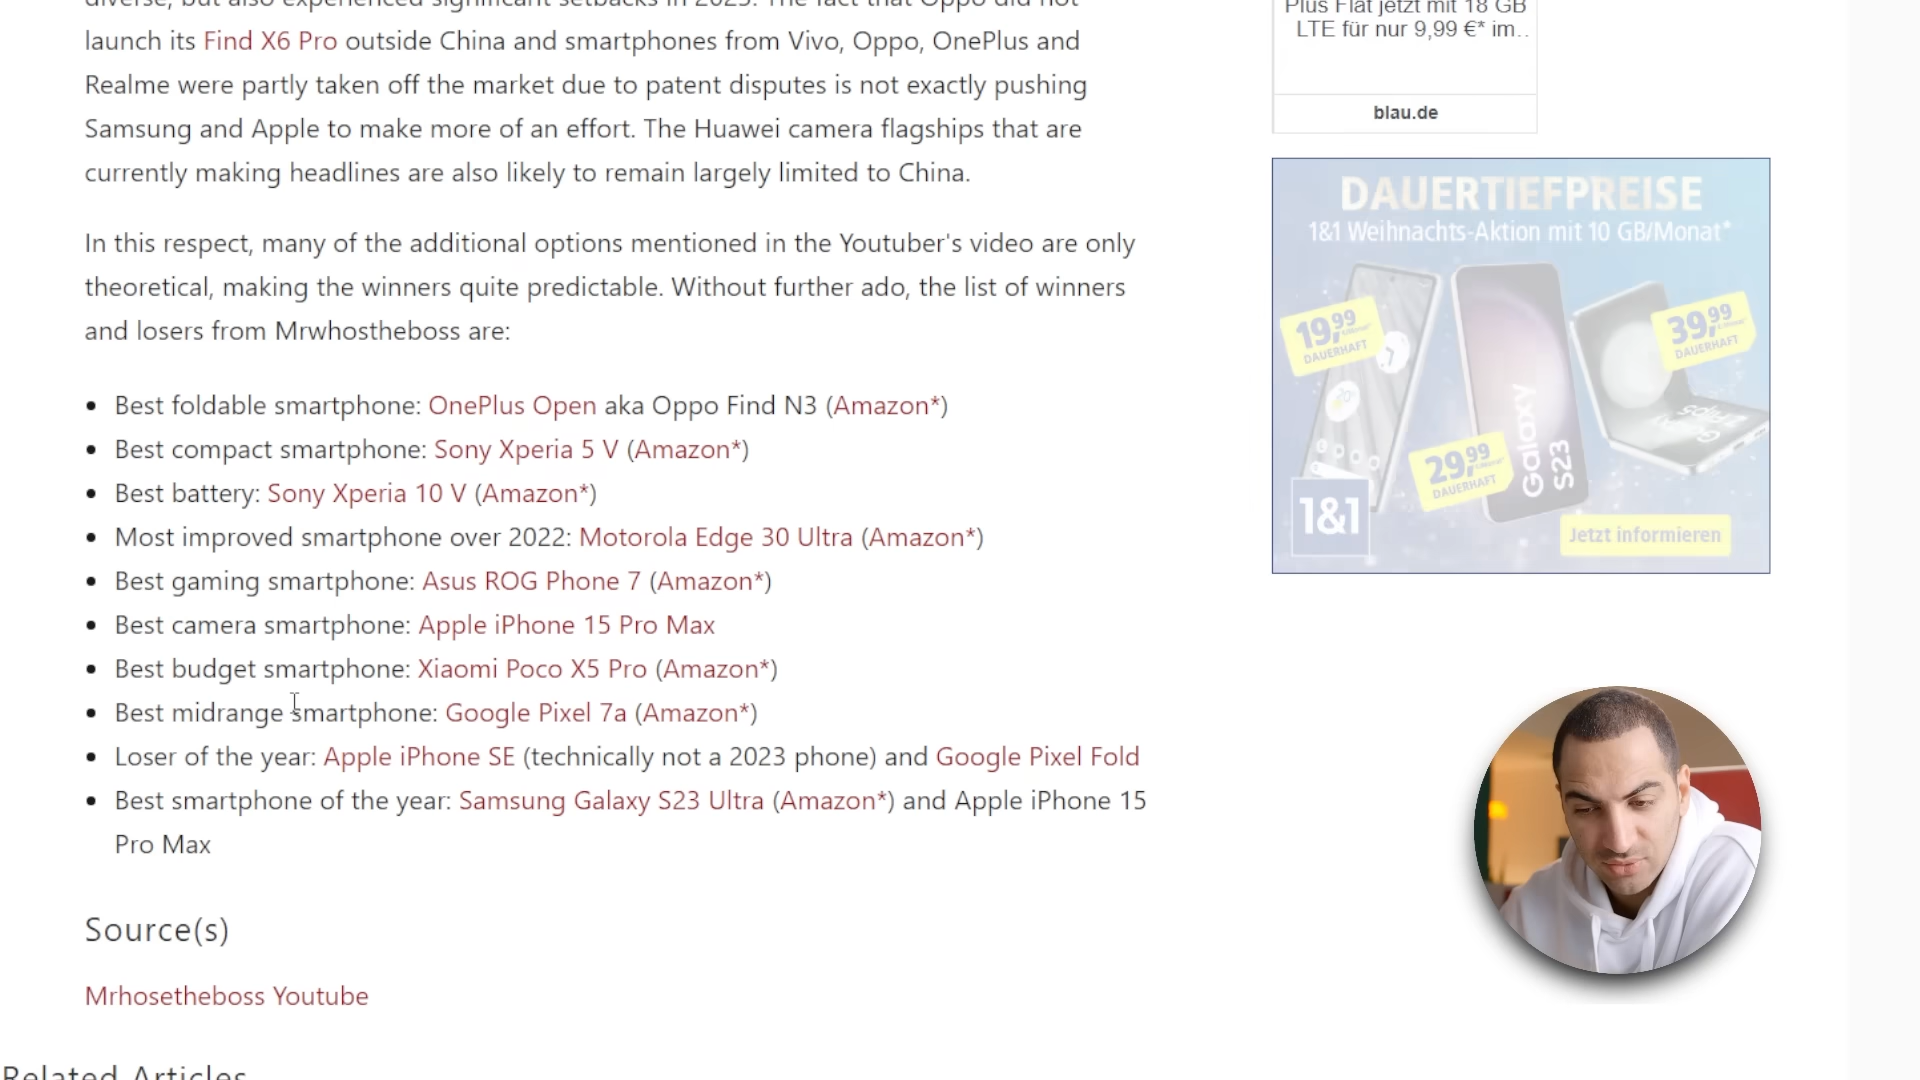 launch its Find X6 Pro outside China and smartphones from Vivo, Oppo, OnePlus and
Realme were partly taken off the market due to patent disputes is not exactly pushing
Samsung and Apple to make more of an effort. The Huawei camera flagships that are
currently making headlines are also likely to remain largely limited to China.
In this respect, many of the additional options mentioned in the Youtuber's video are only
theoretical, making the winners quite predictable. Without further ado, the list of winners
and losers from Mrwhostheboss are:
• Best foldable smartphone: OnePlus Open aka Oppo Find N3 (Amazon*)
• Best compact smartphone: Sony Xperia 5 V (Amazon*)
• Best battery: Sony Xperia 10 V (Amazon*)
• Most improved smartphone over 2022: Motorola Edge 30 Ultra (Amazon*)
• Best gaming smartphone: Asus ROG Phone 7 (Amazon*)
• Best camera smartphone: Apple iPhone 15 Pro Max
• Best budget smartphone: Xiaomi Poco X5 Pro (Amazon*)
• Best midrange smartphone: Google Pixel 7a (Amazon*)
• Loser of the year: Apple iPhone SE (technically not a 2023 phone) and Google Pixel Fold
• Best smartphone of the year: Samsung Galaxy S23 Ultra (Amazon*) and Apple iPhone 15
Pro Max
Source(s)
Mrhosetheboss Youtube
Related Articles
Plus Flat jetzt mit 18 GB
LTE für nur 9,99 €* im..
blau.de
DAUERTIEFPREISE
1&1 Weihnachts-Aktion mit 10 GB/Monat*
19,99
DAUERHAFT
39,99
DAUERHAFT
29,99
DAUERHAFT
Galaxy
S23
1&1
Jetzt informieren